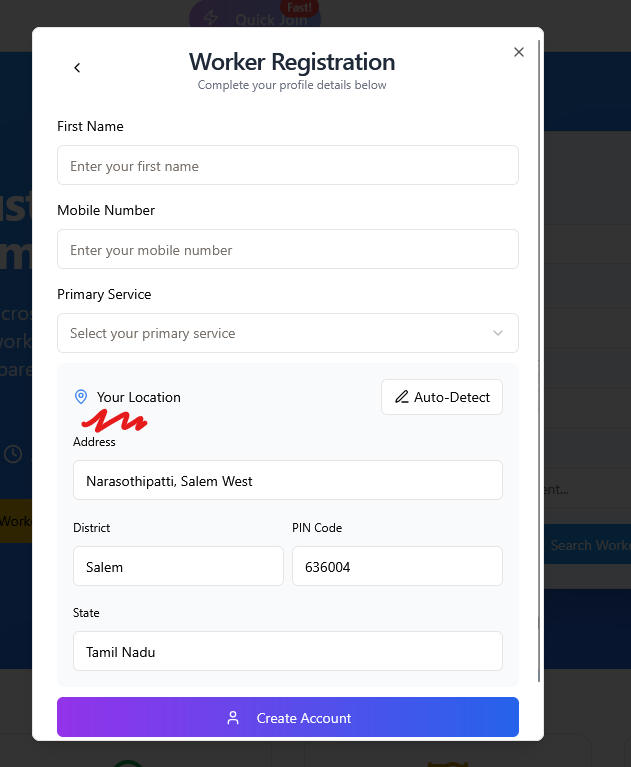 Fast!
Quick Join
Worker Registration
Complete your profile details below
First Name
Enter your first name
Mobile Number
Enter your mobile number
Primary Service
Select your primary service
Your Location
Auto-Detect
Address
Narasothipatti, Salem West
District
PIN Code
Salem
636004
State
Tamil Nadu
Create Account